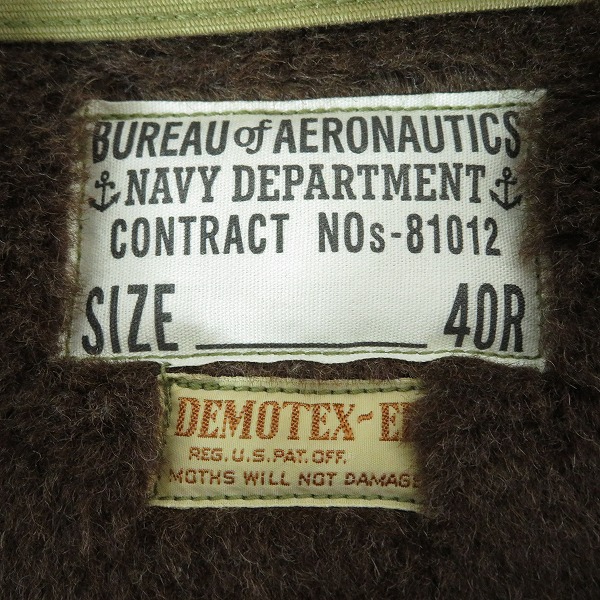 BUREAU of AERONAUTICS
NAVY DEPARTMENT
CONTRACT NOs-81012
SIZE 40R
DEMOTEX-
REG. U.S. PAT. OFF.
MOTHS WILL NOT DAMAGE